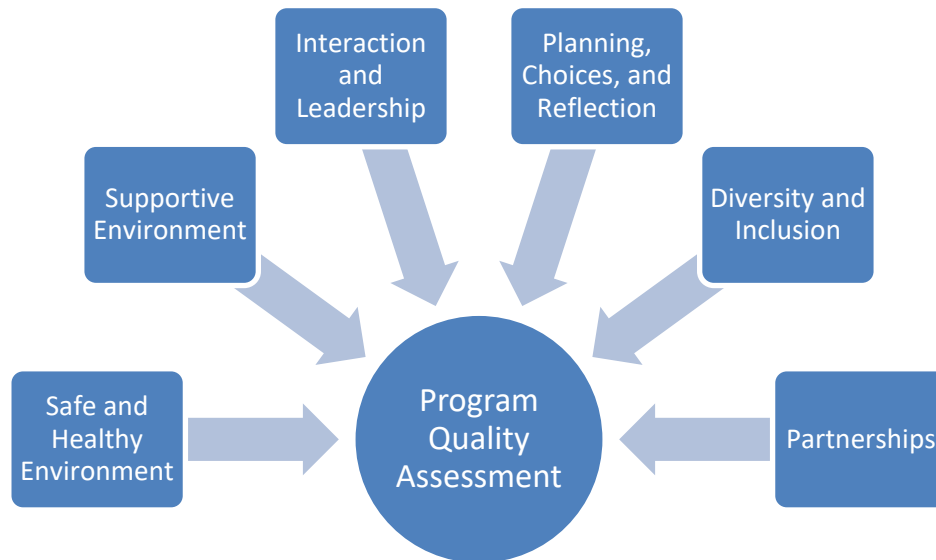 Interaction
and
Leadership
Planning,
Choices, and
Reflection
Supportive
Environment
Diversity and
Inclusion
Safe and
Healthy
Environment
Program
Quality
Assessment
Partnerships